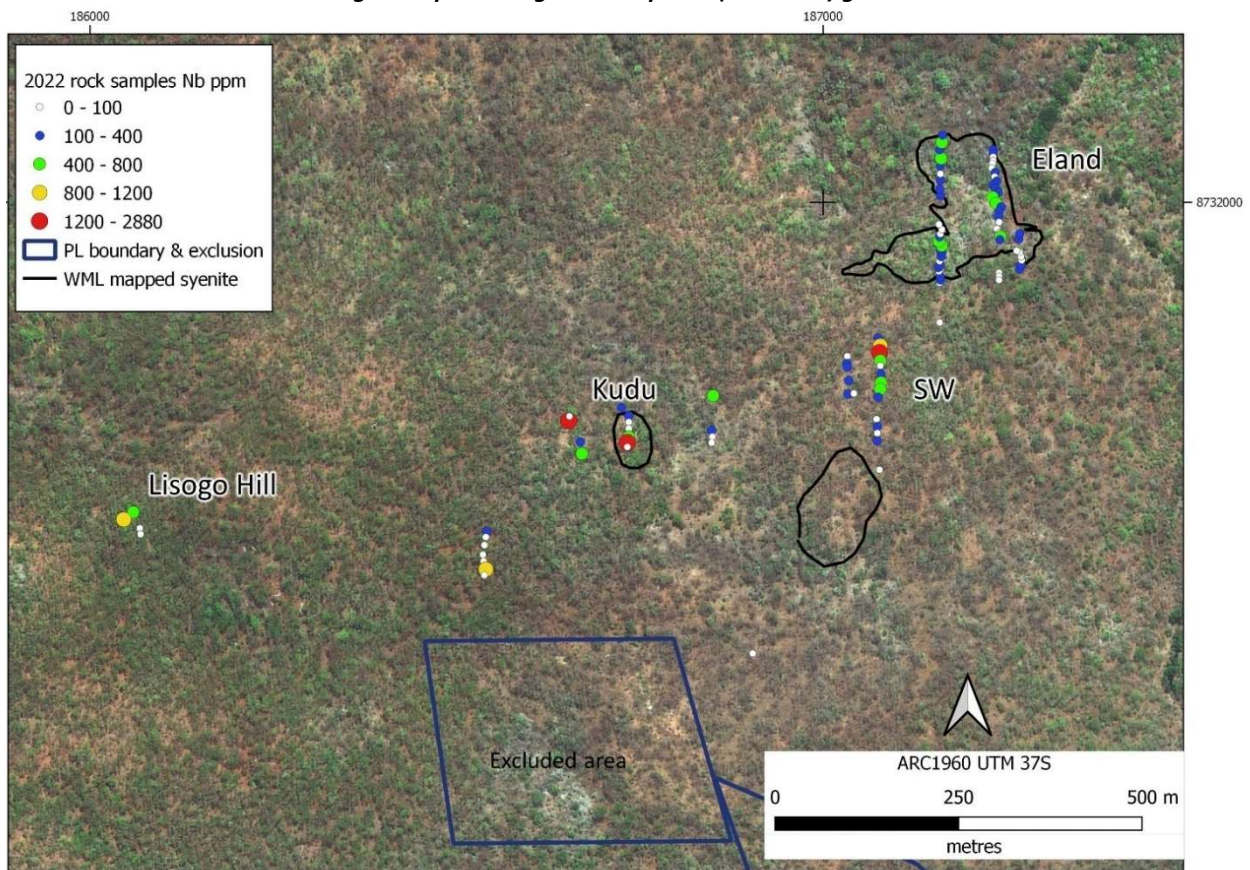 186000
187000
2022 rock samples Nb ppm
0 - 100
100 - 400
400 - 800
800 - 1200
1200 - 2880
PL boundary & exclusion
WML mapped syenite
Eland
8732000
Kudu
SW
Lisogo Hill
Excluded area
ARC1960 UTM 37S
0 250 500 m
metres